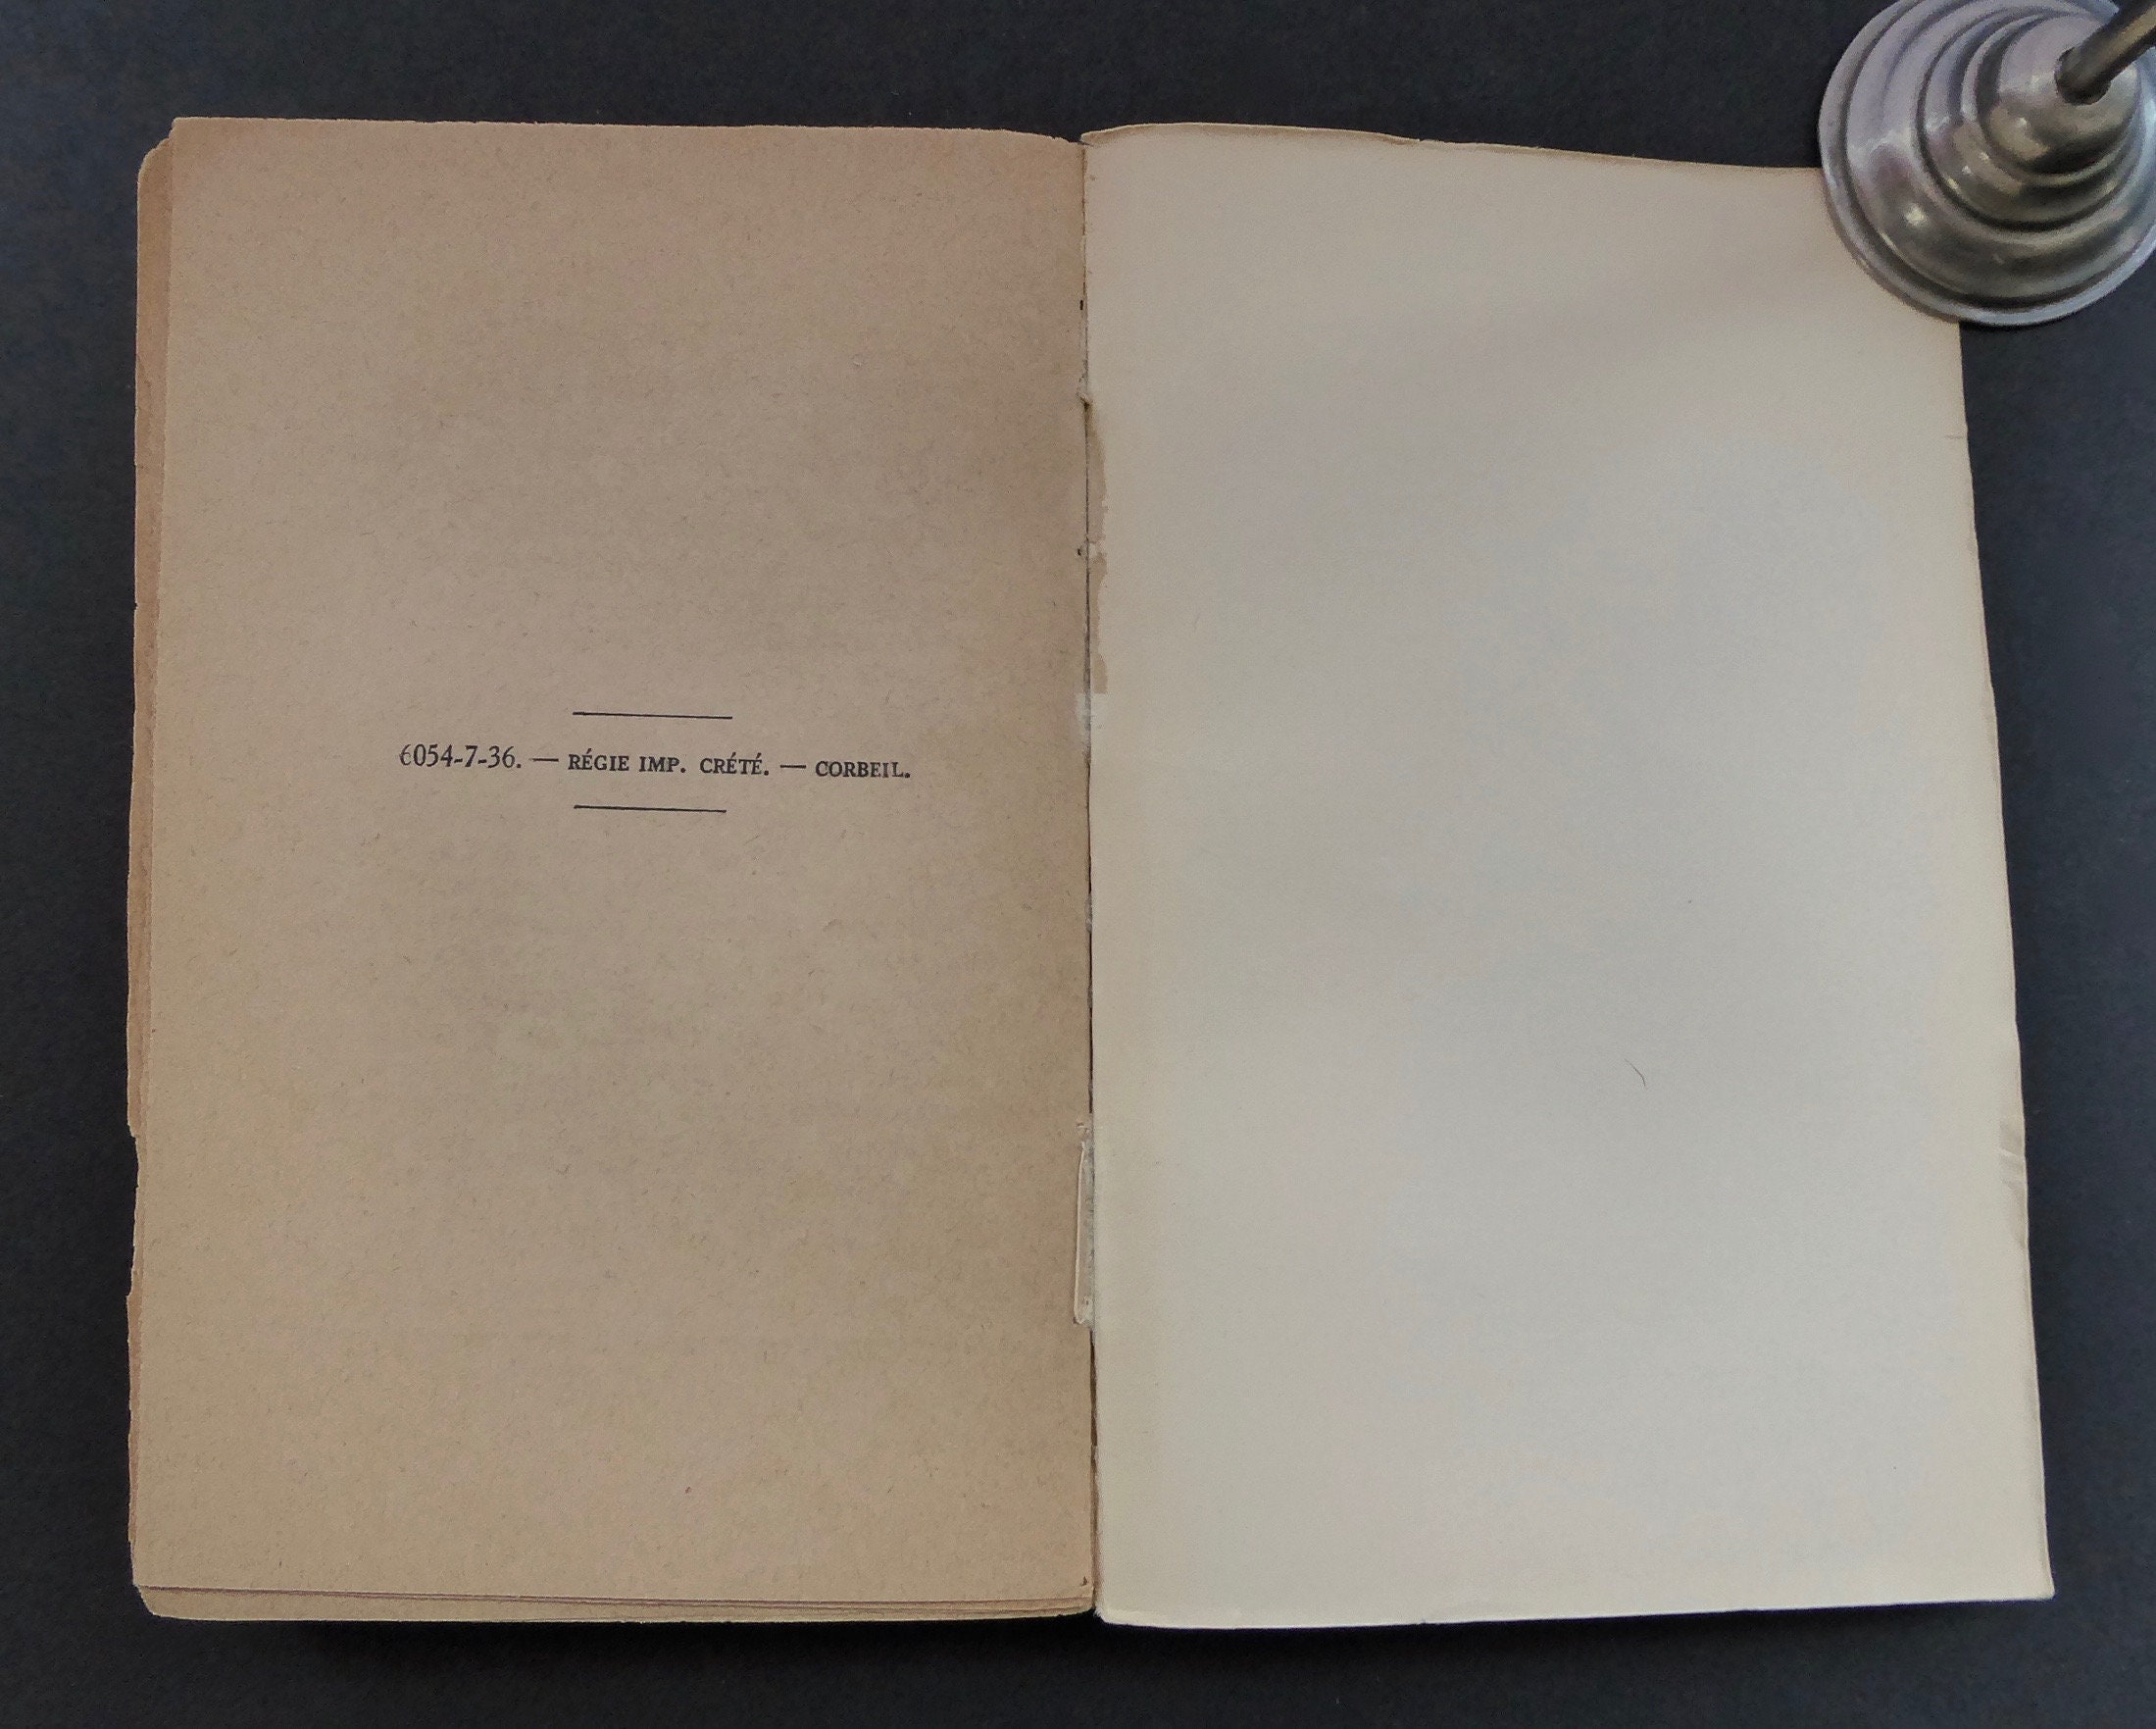 6054-7-36. — RÉGIE IMP. CRÉTÉ. — CORBEIL.